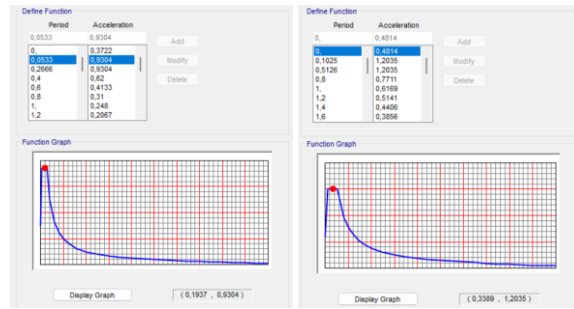 Define Function
Period Acceleration
0,0533 0,9304
Add
0, 0,3722
0,0533 0,9304
Modify
0,2666 0,9304
0,4 0,62
Delete
0,6 0,4133
0,8 0,31
1, 0,248
1,2 0,2067
Function Graph
Display Graph
( 0,1937 , 0,9304 )
Define Function
Period Acceleration
0, 0,4814
Add
0, 0,4814
0,1025 1,2035
Modify
0,5126 1,2035
0,8 0,7711
Delete
1, 0,6169
1,2 0,5141
1,4 0,4406
1,6 0,3856
Function Graph
Display Graph
( 0,3389 , 1,2035 )